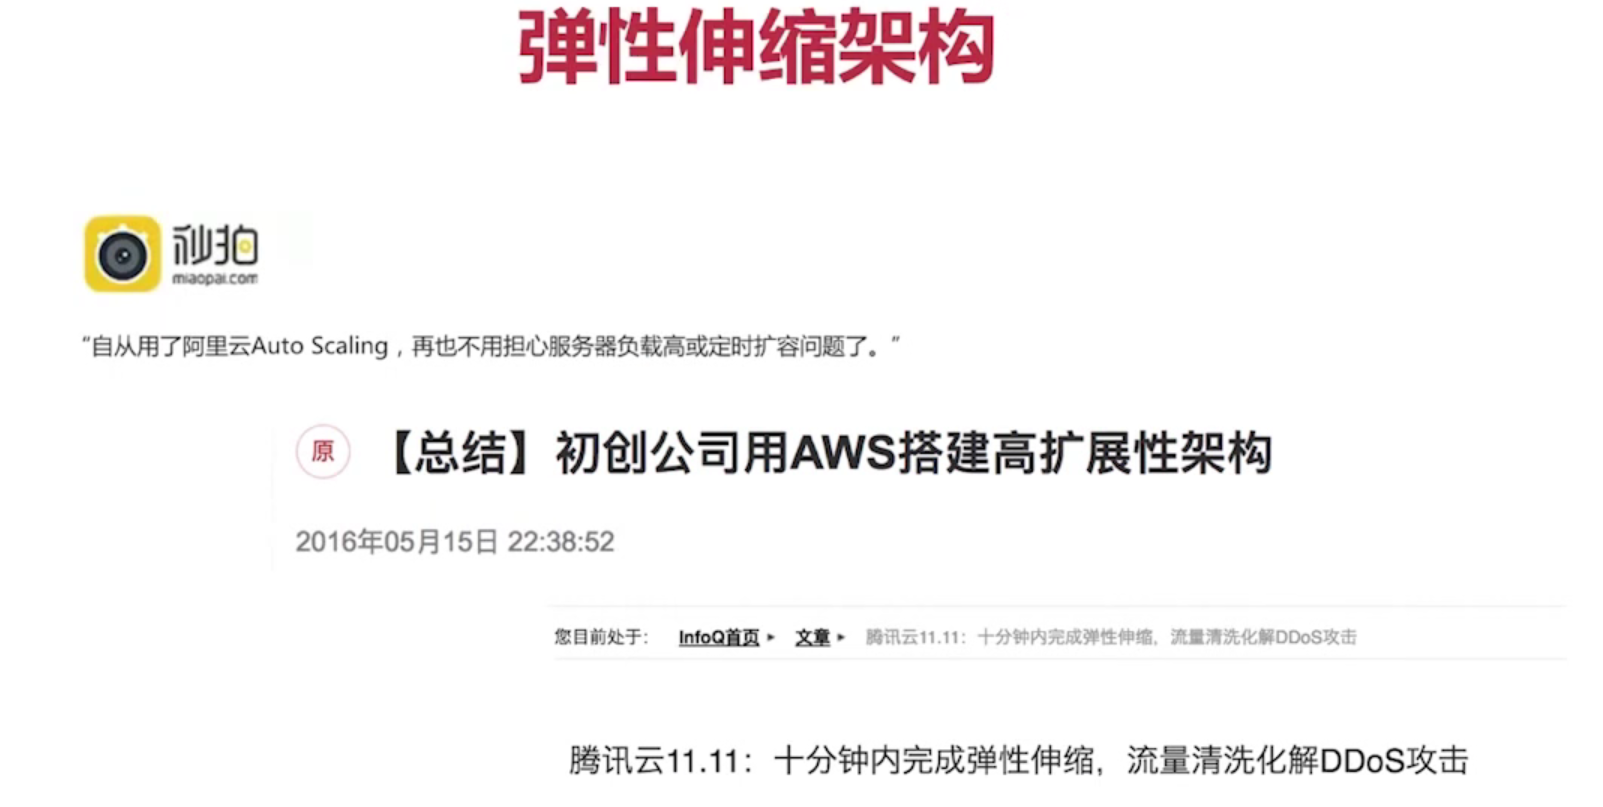 弹性伸缩架构
秒拍
miaopai.com
“自从用了阿里云Auto Scaling，再也不用担心服务器负载高或定时扩容问题了。”
原 【总结】初创公司用AWS搭建高扩展性架构
2016年05月15日 22:38:52
您目前处于： InfoQ首页 ▸ 文章 ▸ 腾讯云11.11：十分钟内完成弹性伸缩，流量清洗化解DDoS攻击
腾讯云11.11：十分钟内完成弹性伸缩，流量清洗化解DDoS攻击